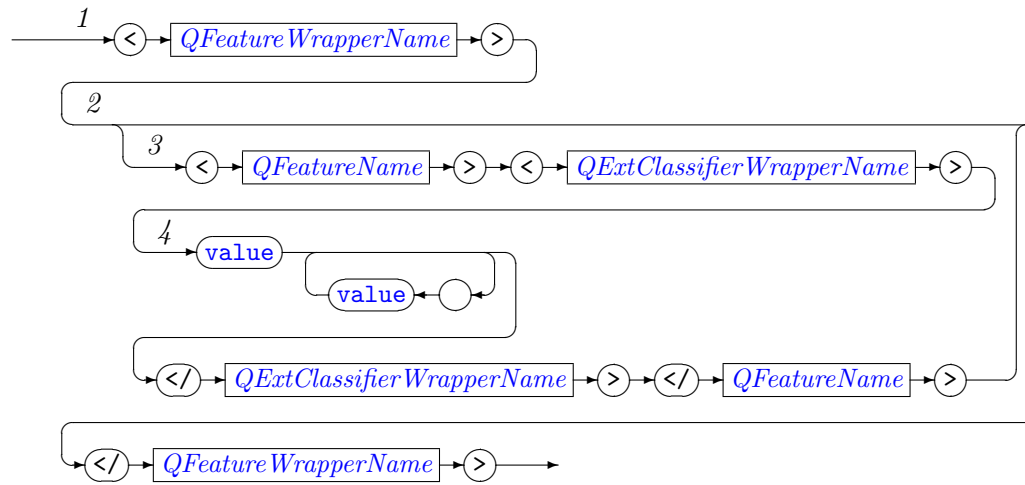 1 < QFeatureWrapperName >
2
3 < QFeatureName > < QExtClassifierWrapperName >
4 value
value
</ QExtClassifierWrapperName > </ QFeatureName >
</ QFeatureWrapperName >